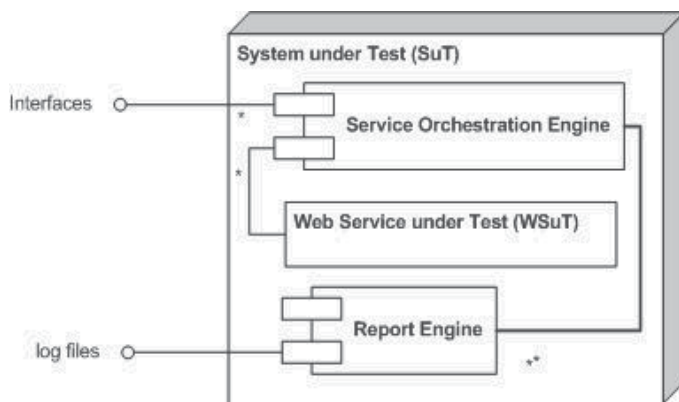 System under Test (SuT)
Interfaces
*
Service Orchestration Engine
*
Web Service under Test (WSuT)
Report Engine
log files
**